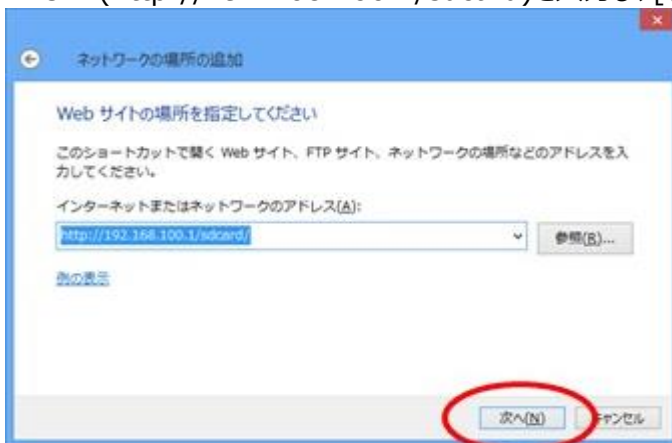 ネットワークの場所の追加
Web サイトの場所を指定してください
このショートカットで開く Web サイト、FTP サイト、ネットワークの場所などのアドレスを入
力してください。
インターネットまたはネットワークのアドレス(A):
http://192.168.100.1/sdcard/
参照(R)...
例の表示
次へ(N)
キャンセル